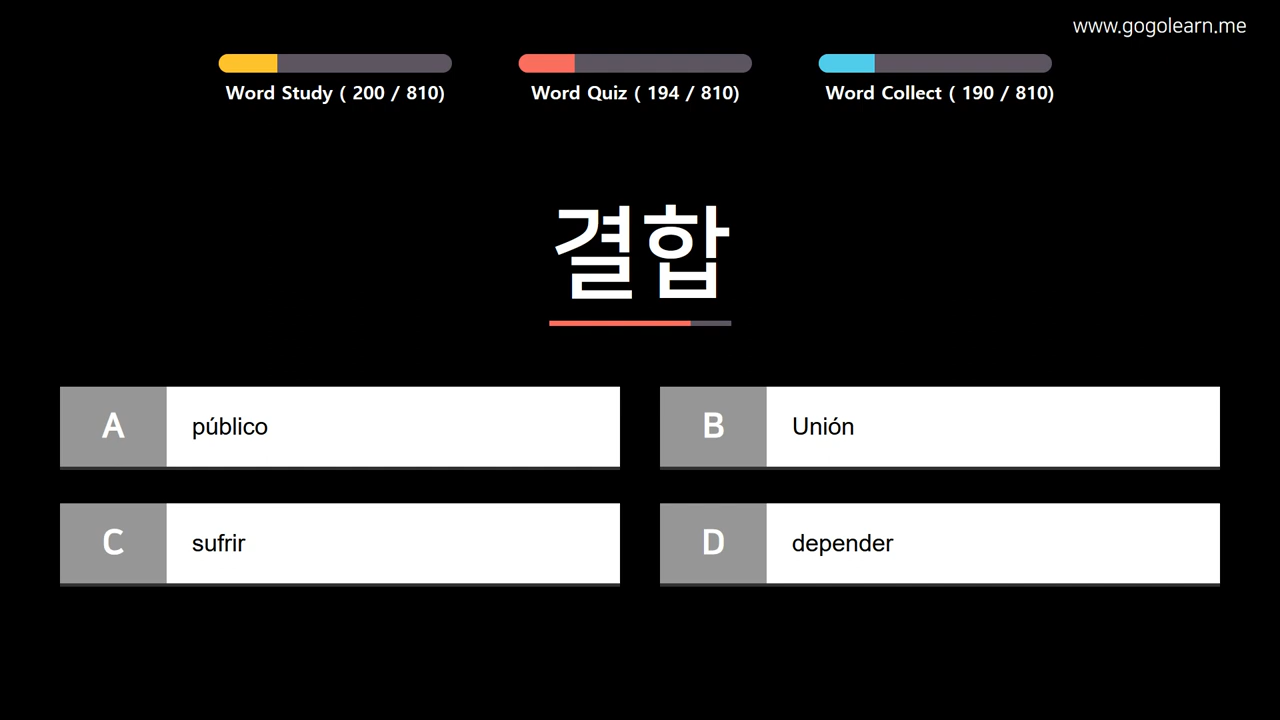 www.gogolearn.me
Word Study ( 200 / 810)
Word Quiz ( 194 / 810)
Word Collect ( 190 / 810)
결합
A público
B Unión
C sufrir
D depender